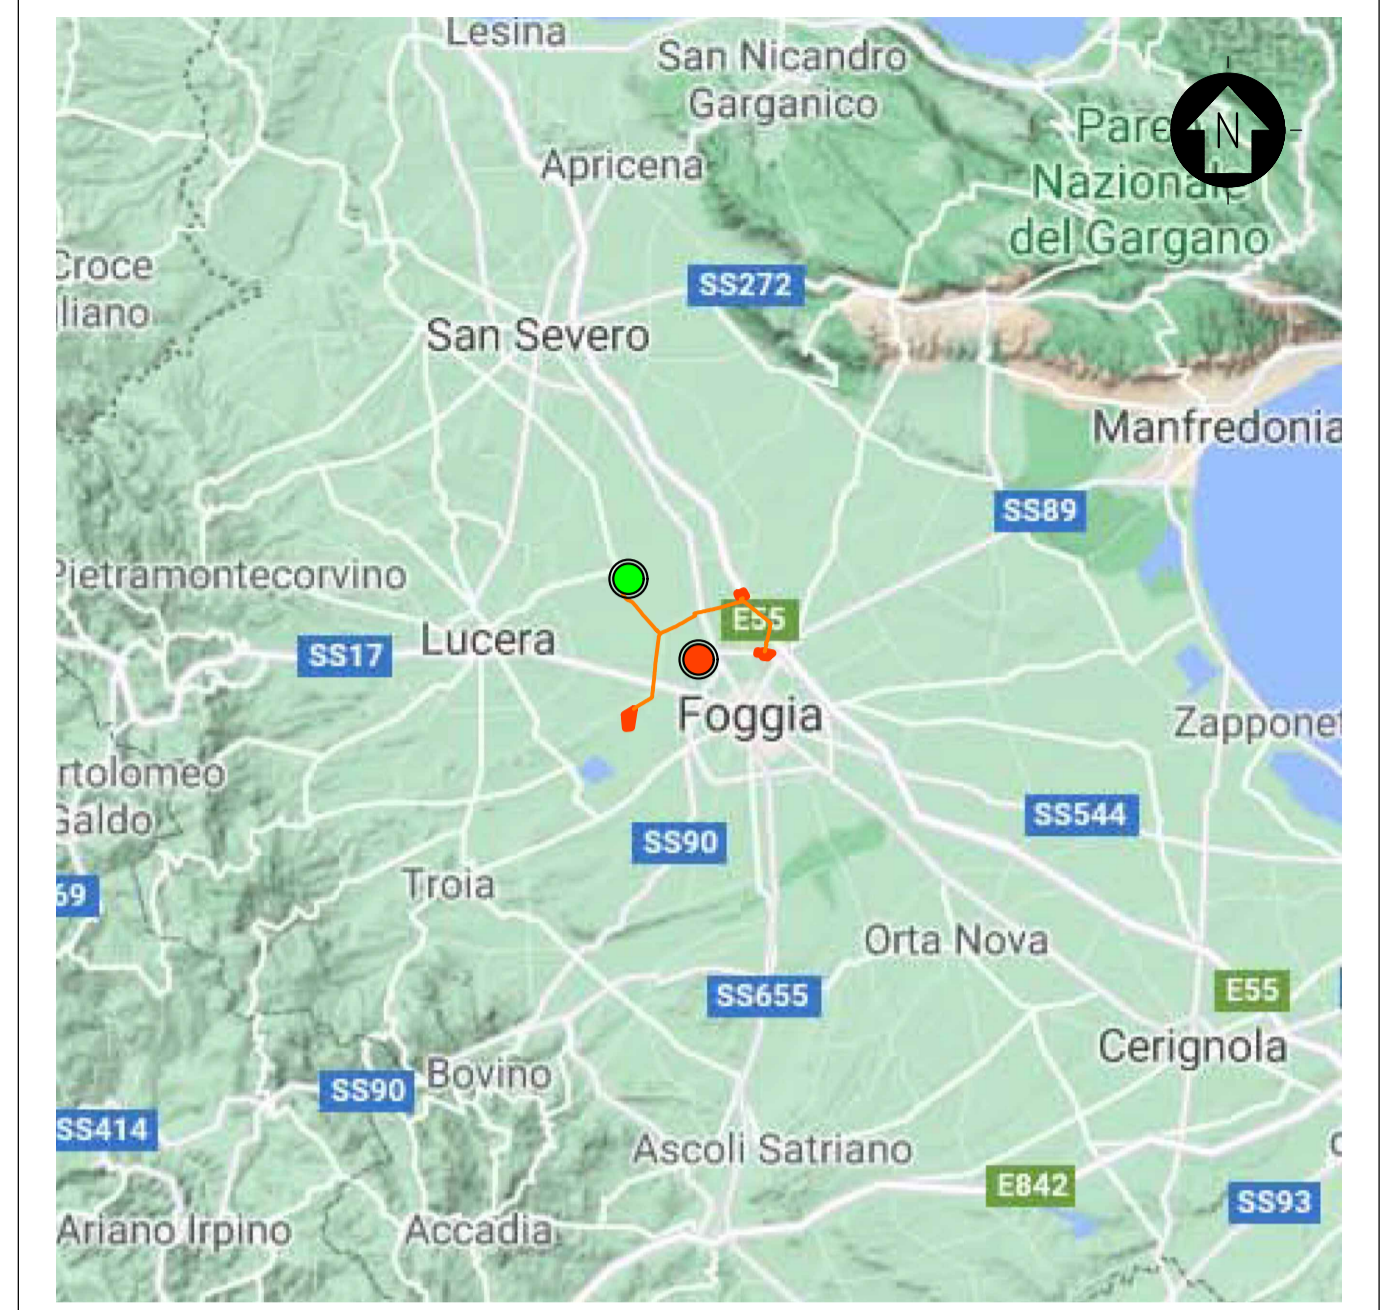 Lesina
San Nicandro
Garganico
Parc
N
Nazionale
del Gargano
Apricena
Croce
liano
SS272
San Severo
Manfredonia
SS89
Pietramontecorvino
E55
Lucera
SS17
Foggia
Zapponet
rtolomeo
Galdo
SS544
SS90
Troia
69
Orta Nova
SS655
E55
Cerignola
SS90
Bovino
SS414
Ascoli Satriano
E842
SS93
Ariano Irpino
Accadia